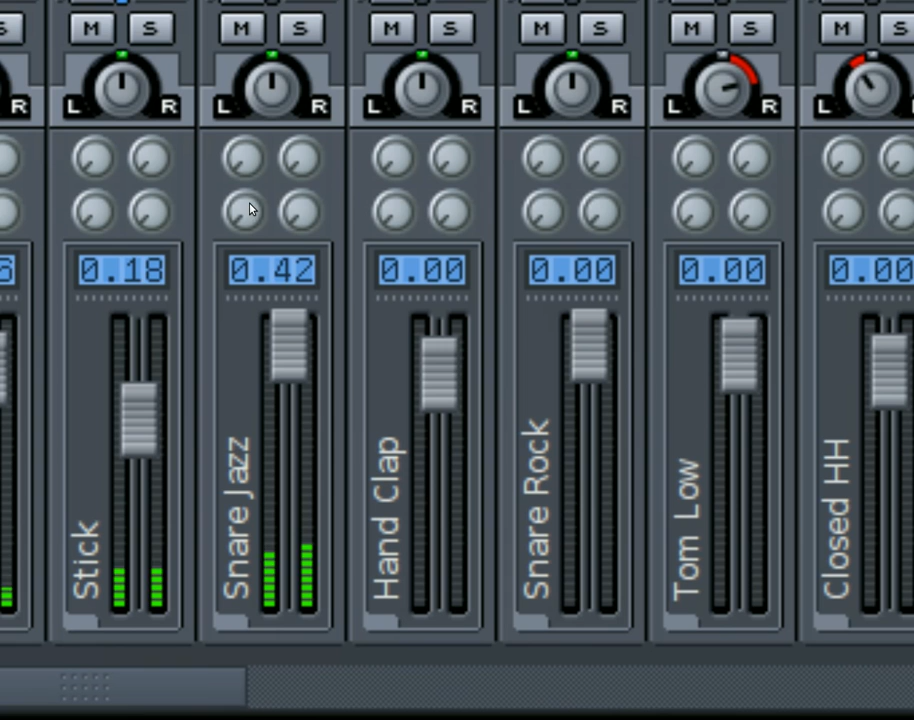 S M S M S M S M S M S M S
R L R L R L R L R L R L
6 0.18 0.42 0.00 0.00 0.00 0.00
Stick
Snare Jazz
Hand Clap
Snare Rock
Tom Low
Closed HH